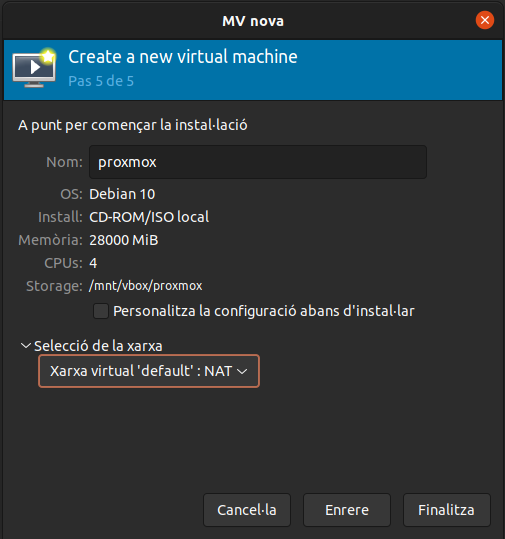 MV nova
Create a new virtual machine
Pas 5 de 5
A punt per començar la instal·lació
Nom: proxmox
OS: Debian 10
Install: CD-ROM/ISO local
Memòria: 28000 MiB
CPUs: 4
Storage: /mnt/vbox/proxmox
Personalitza la configuració abans d'instal·lar
Selecció de la xarxa
Xarxa virtual 'default' : NAT
Cancel·la Enrere Finalitza